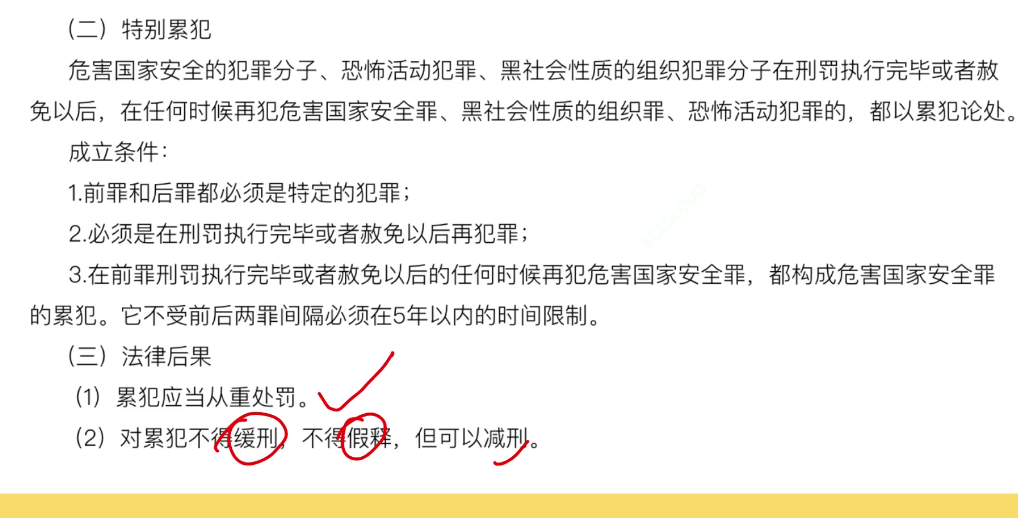 （二）特别累犯
危害国家安全的犯罪分子、恐怖活动犯罪、黑社会性质的组织犯罪分子在刑罚执行完毕或者赦
免以后，在任何时候再犯危害国家安全罪、黑社会性质的组织罪、恐怖活动犯罪的，都以累犯论处。
成立条件：
1.前罪和后罪都必须是特定的犯罪；
2.必须是在刑罚执行完毕或者赦免以后再犯罪；
3.在前罪刑罚执行完毕或者赦免以后的任何时候再犯危害国家安全罪，都构成危害国家安全罪
的累犯。它不受前后两罪间隔必须在5年以内的时间限制。
（三）法律后果
（1）累犯应当从重处罚。
（2）对累犯不得缓刑，不得假释，但可以减刑。